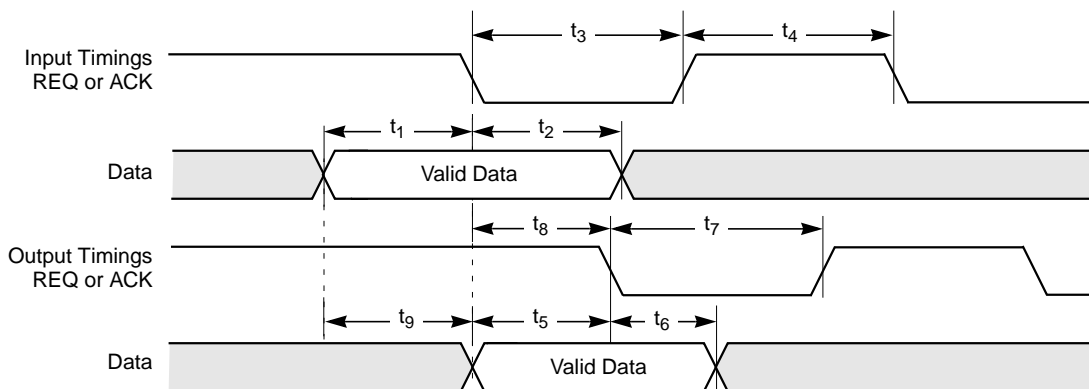 t3 t4
Input Timings
REQ or ACK
t1 t2
Data Valid Data
t8 t7
Output Timings
REQ or ACK
t9 t5 t6
Data Valid Data